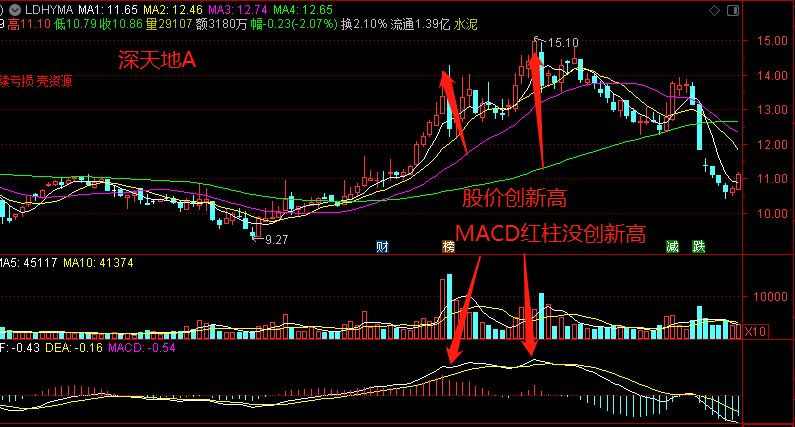 LDHYMA MA1: 11.65 MA2: 12.46 MA3: 12.74 MA4: 12.65
9 高11.10 低10.79 收10.86 量29107 额3180万 幅-0.23(-2.07%) 换2.10% 流通1.39亿 水泥
深天地A
15.10
15.00
14.00
续亏损 壳资源
13.00
12.00
11.00
股价创新高
10.00
MACD红柱没创新高
9.27
财 榜 减 跌
MA5: 45117 MA10: 41374
10000
X10
F: -0.43 DEA: -0.16 MACD: -0.54